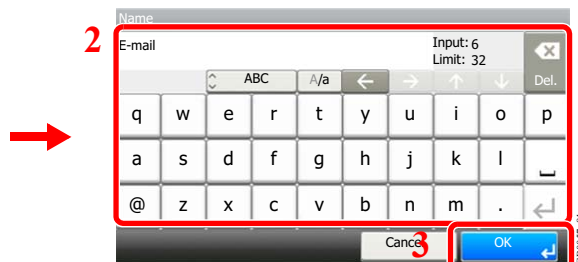 Name
2
E-mail
Input: 6
Limit: 32
ABC
A/a
Del.
q w e r t y u i o p
a s d f g h j k l
@ z x c v b n m .
Cancel
3
OK